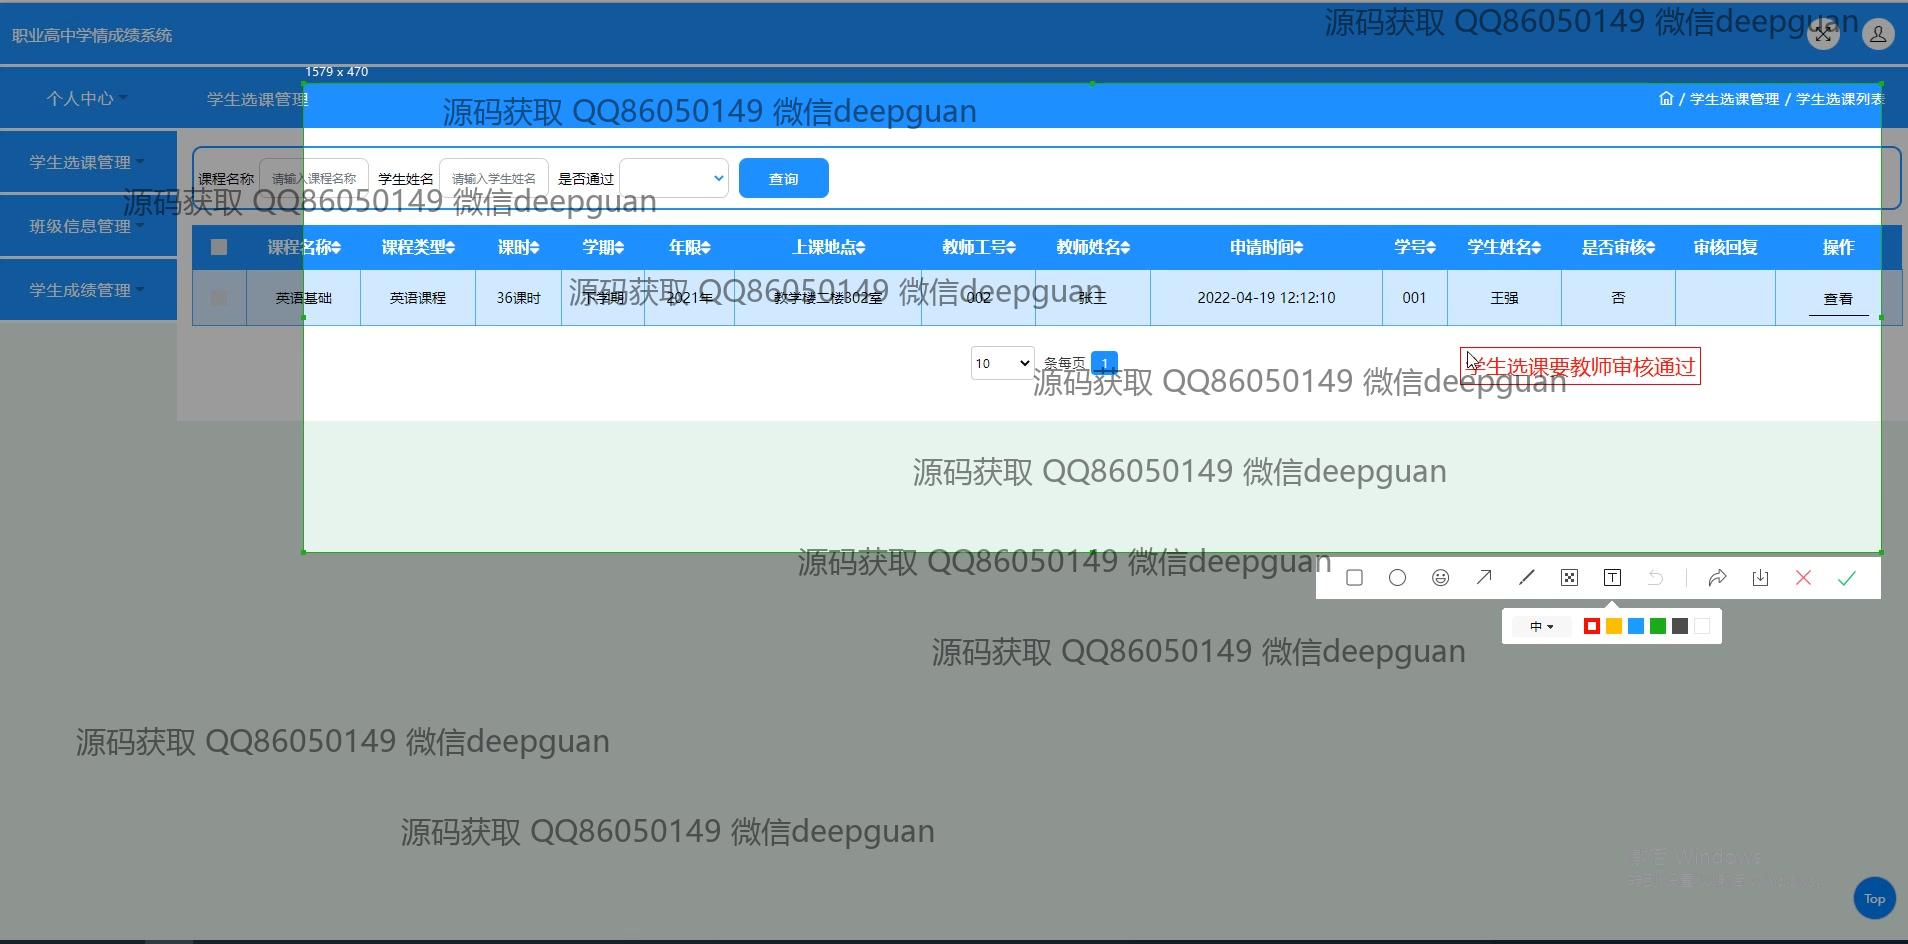 源码获取 QQ86050149 微信deepguan
职业高中学情成绩系统
1579 x 470
个人中心
学生选课管理
/ 学生选课管理 / 学生选课列表
源码获取 QQ86050149 微信deepguan
学生选课管理
课程名称 请输入课程名称 学生姓名 请输入学生姓名 是否通过 查询
源码获取 QQ86050149 微信deepguan
班级信息管理
课程名称 课程类型 课时 学期 年限 上课地点 教师工号 教师姓名 申请时间 学号 学生姓名 是否审核 审核回复 操作
学生成绩管理
英语基础 英语课程 36课时 下学期 2021年 教学楼二楼302室 002 张三 2022-04-19 12:12:10 001 王强 否 查看
源码获取 QQ86050149 微信deepguan
10 条每页 1
学生选课要教师审核通过
源码获取 QQ86050149 微信deepguan
源码获取 QQ86050149 微信deepguan
源码获取 QQ86050149 微信deepguan
T
中
源码获取 QQ86050149 微信deepguan
源码获取 QQ86050149 微信deepguan
源码获取 QQ86050149 微信deepguan
激活 Windows
Top